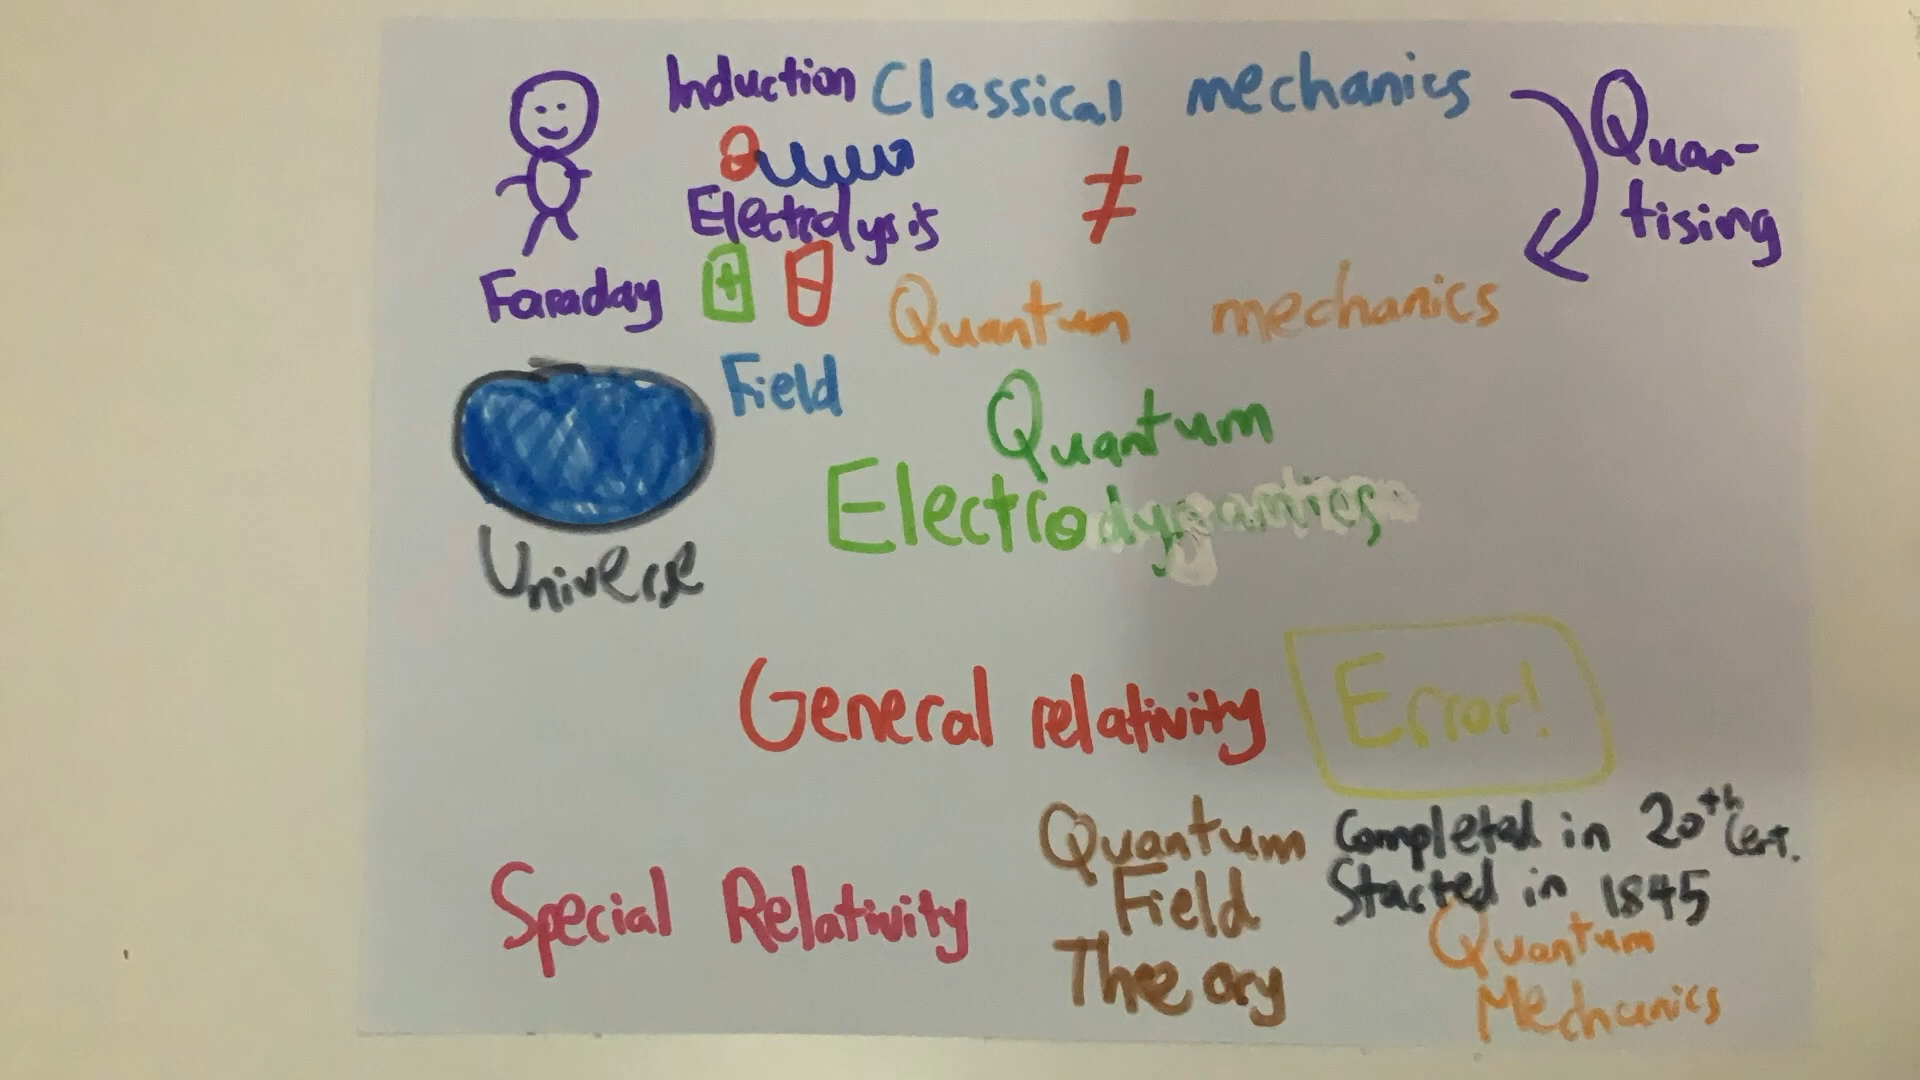 Induction
Classical mechanics
Quan-
tising
Electrolysis
≠
Faraday
+
−
Quantum mechanics
Field
Quantum
Electrodynamics
Universe
General relativity
Error!
Quantum
Field
Theory
Completed in 20th Cent.
Started in 1845
Special Relativity
Quantum
Mechanics